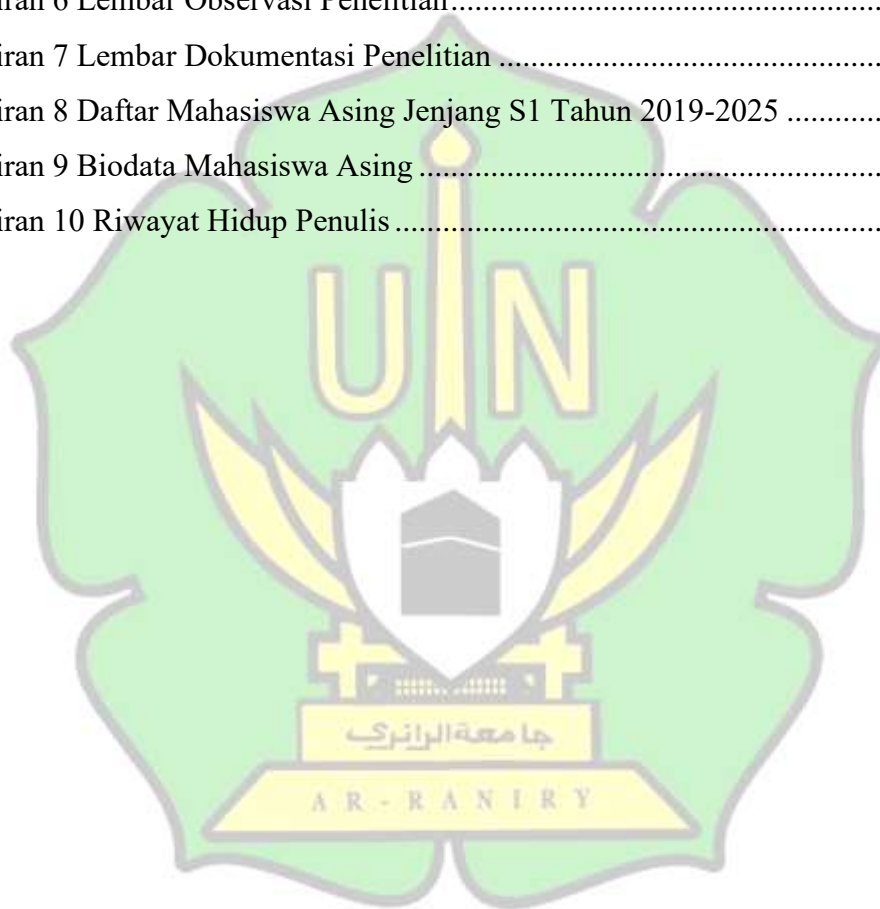 iran 6 Lembar Observasi Penelitian..................................................
iran 7 Lembar Dokumentasi Penelitian ..................................................
iran 8 Daftar Mahasiswa Asing Jenjang S1 Tahun 2019-2025 ............
iran 9 Biodata Mahasiswa Asing ............................................................
iran 10 Riwayat Hidup Penulis ...............................................................
UIN
جامعة الرانري
AR-RANIRY